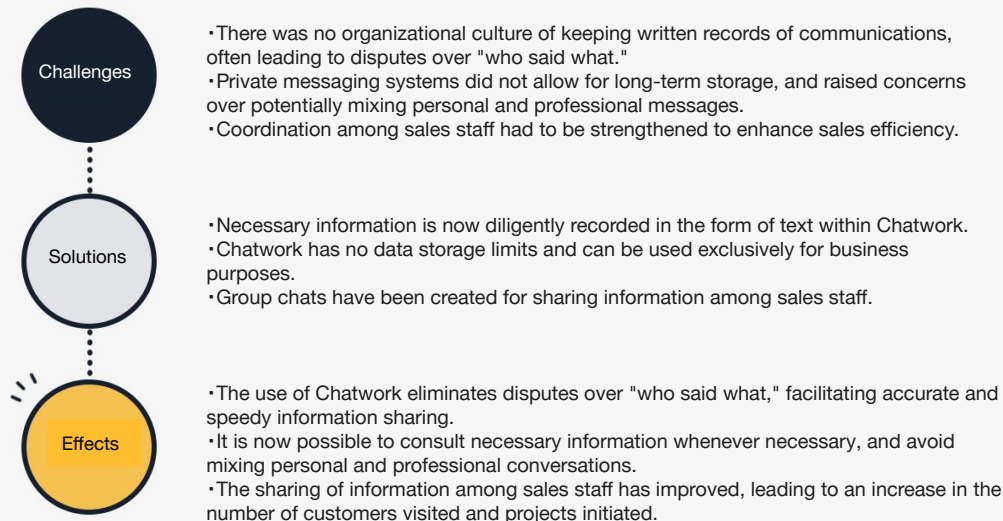 Challenges
・There was no organizational culture of keeping written records of communications,
often leading to disputes over "who said what."
・Private messaging systems did not allow for long-term storage, and raised concerns
over potentially mixing personal and professional messages.
・Coordination among sales staff had to be strengthened to enhance sales efficiency.
Solutions
・Necessary information is now diligently recorded in the form of text within Chatwork.
・Chatwork has no data storage limits and can be used exclusively for business
purposes.
・Group chats have been created for sharing information among sales staff.
Effects
・The use of Chatwork eliminates disputes over "who said what," facilitating accurate and
speedy information sharing.
・It is now possible to consult necessary information whenever necessary, and avoid
mixing personal and professional conversations.
・The sharing of information among sales staff has improved, leading to an increase in the
number of customers visited and projects initiated.